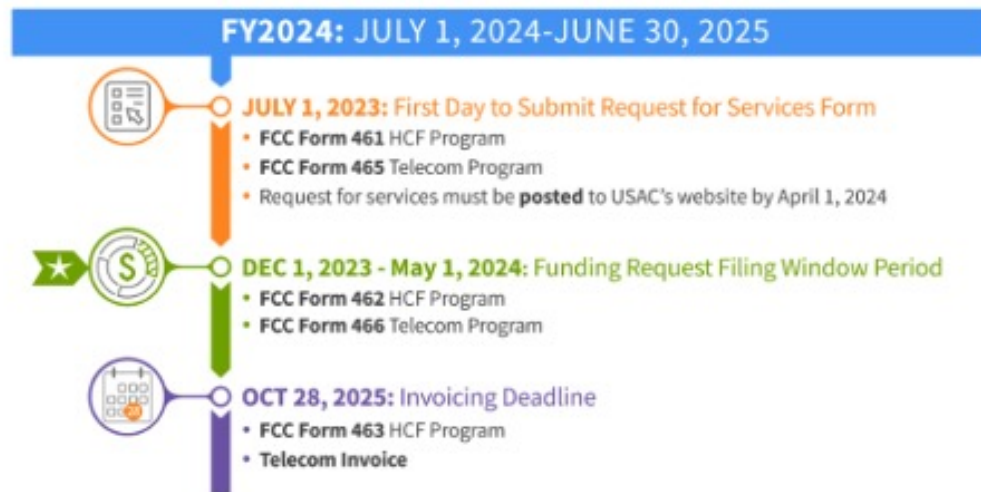 FY2024: JULY 1, 2024-JUNE 30, 2025
JULY 1, 2023: First Day to Submit Request for Services Form
• FCC Form 461 HCF Program
• FCC Form 465 Telecom Program
• Request for services must be posted to USAC's website by April 1, 2024
$
DEC 1, 2023 - May 1, 2024: Funding Request Filing Window Period
• FCC Form 462 HCF Program
• FCC Form 466 Telecom Program
OCT 28, 2025: Invoicing Deadline
• FCC Form 463 HCF Program
• Telecom Invoice